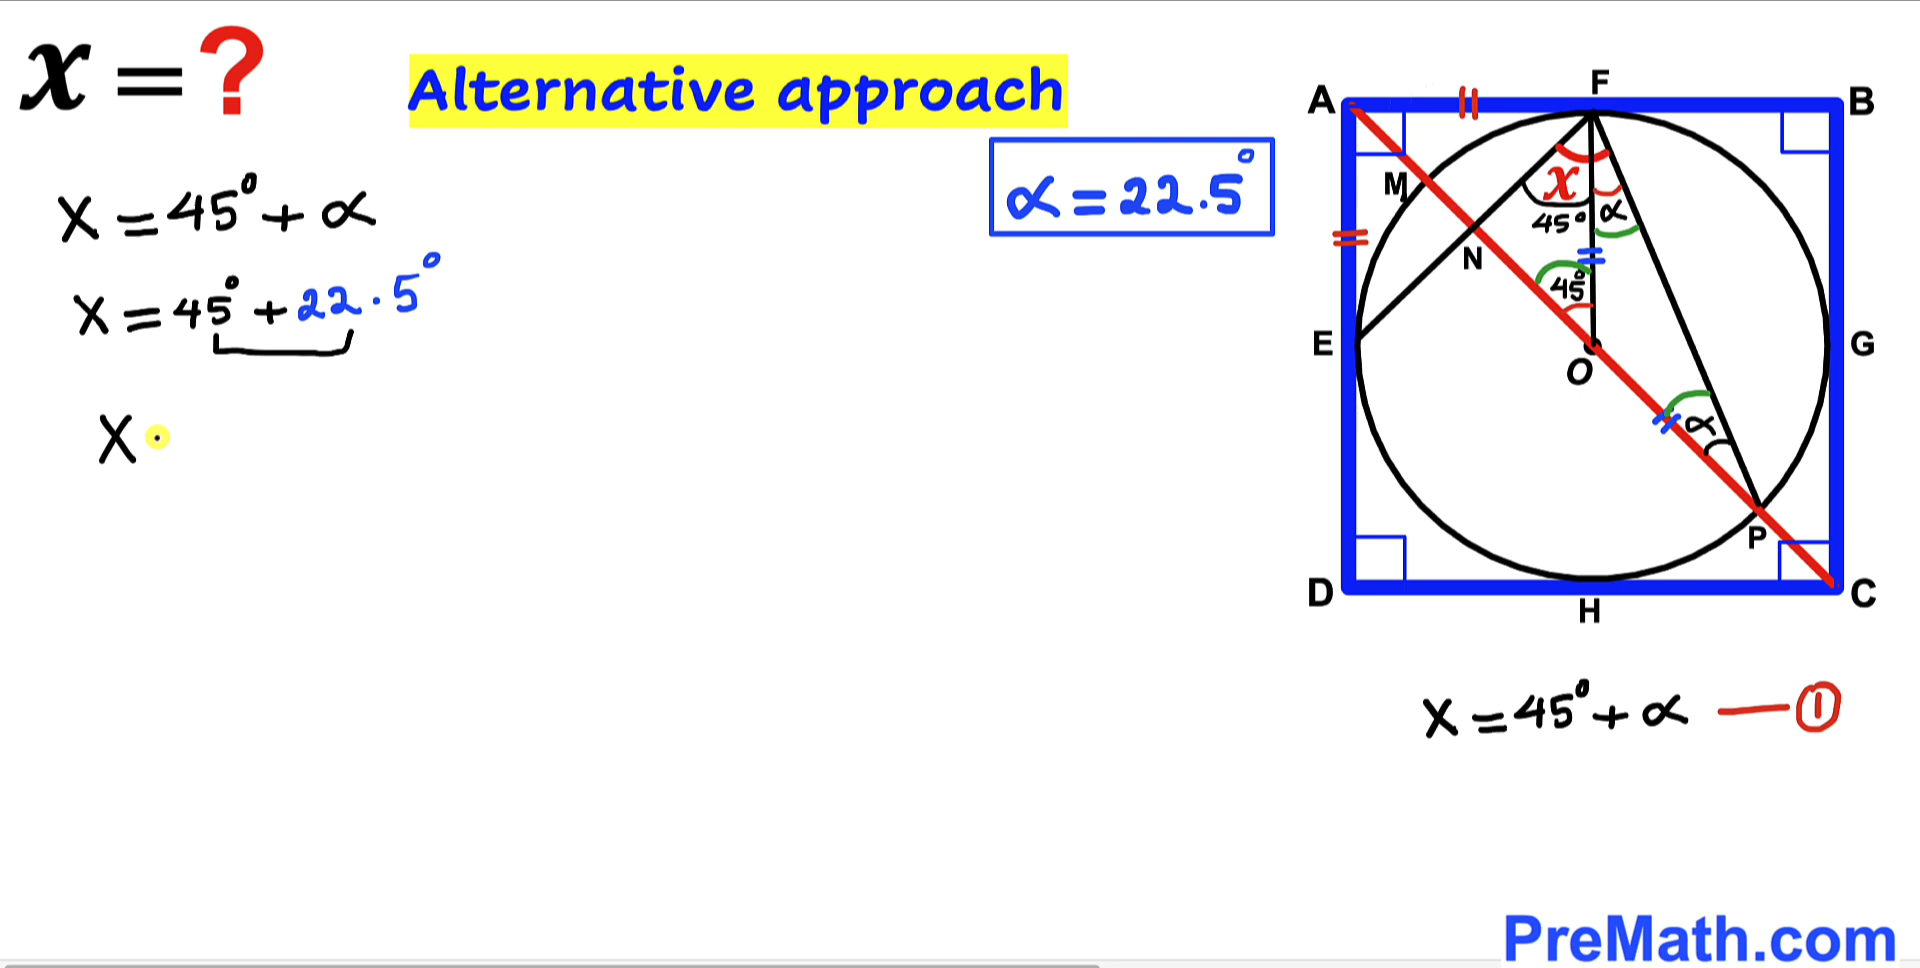 x = ?
Alternative approach
α = 22.5°
x = 45° + α
x = 45° + 22.5°
x
A
F
B
M
x
45°
α
N
45°
E
O
G
α
P
D
H
C
x = 45° + α — ①
PreMath.com